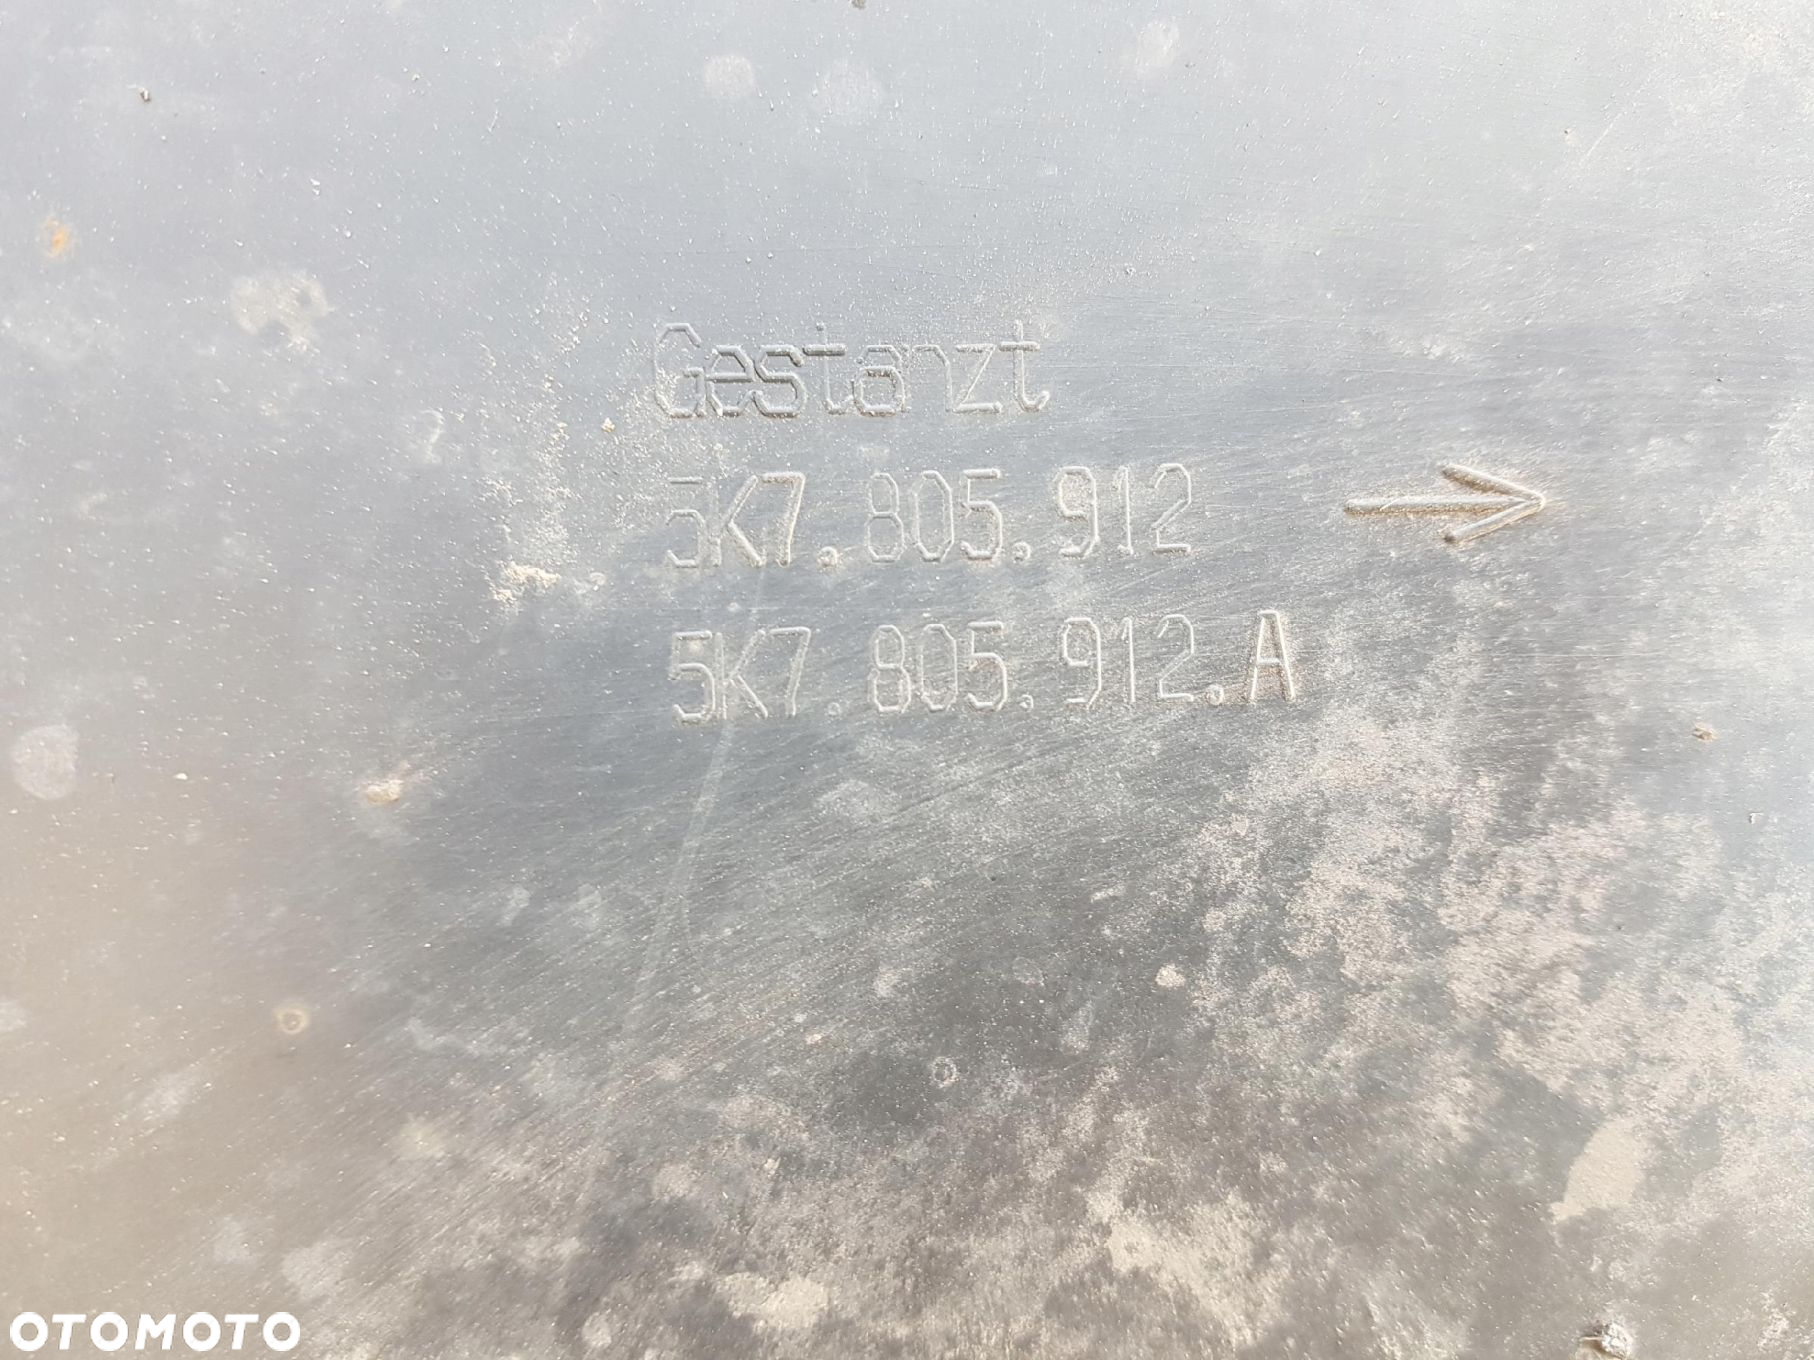 Gestanzt
5K7.805.912 →
5K7.805.912.A
OTOMOTO